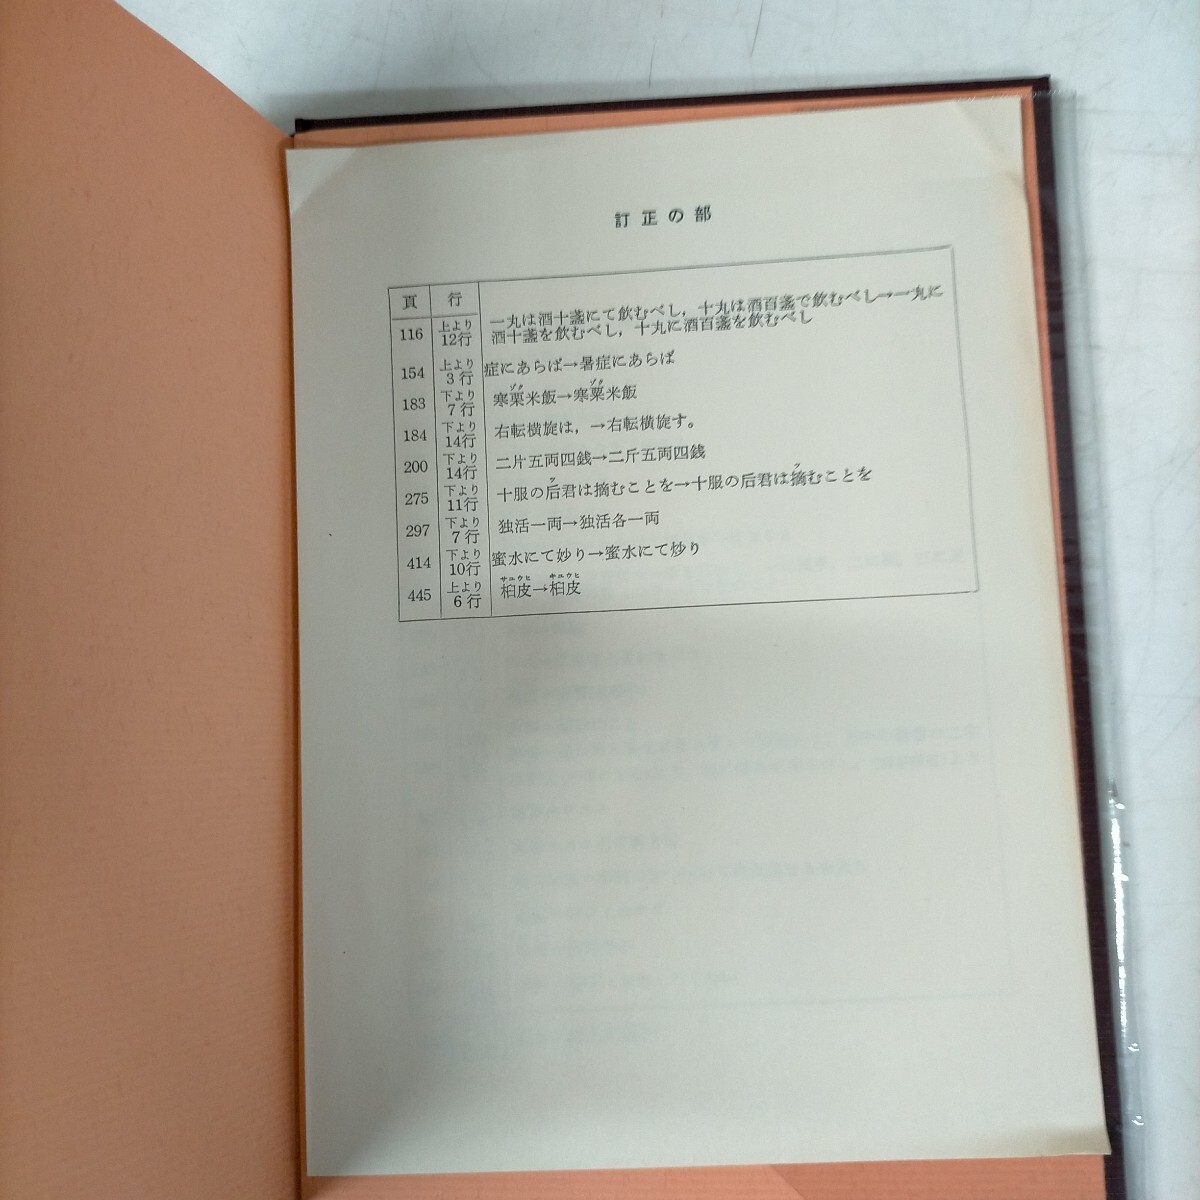 訂正の部
頁 行
116 上より12行 一丸は酒十盞にて飲むべし，十丸は酒百盞で飲むべし→一丸に
酒十盞を飲むべし，十丸に酒百盞を飲むべし
154 上より3行 症にあらば→暑症にあらば
183 下より7行 寒粟米飯→寒粟米飯
184 下より14行 右転横旋は，→右転横旋す。
200 下より14行 二片五両四銭→二斤五両四銭
275 下より11行 十服の后君は摘むことを→十服の后君は摘むことを
297 下より7行 独活一両→独活各一両
414 下より10行 蜜水にて妙り→蜜水にて炒り
445 上より6行 桕皮→桕皮